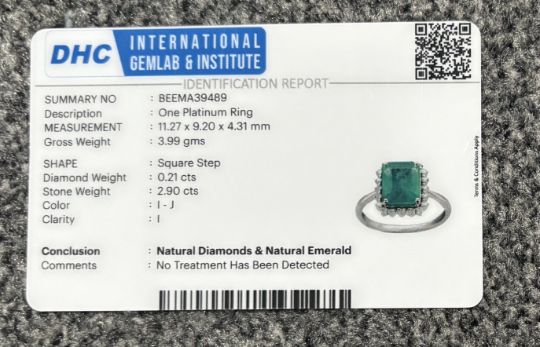 DHC INTERNATIONAL
GEMLAB & INSTITUTE
IDENTIFICATION REPORT
SUMMARY NO : BEEMA39489
Description : One Platinum Ring
MEASUREMENT : 11.27 x 9.20 x 4.31 mm
Gross Weight : 3.99 gms
SHAPE : Square Step
Diamond Weight : 0.21 cts
Stone Weight : 2.90 cts
Color : I - J
Clarity : I
Conclusion : Natural Diamonds & Natural Emerald
Comments : No Treatment Has Been Detected
Terms & Conditions Apply